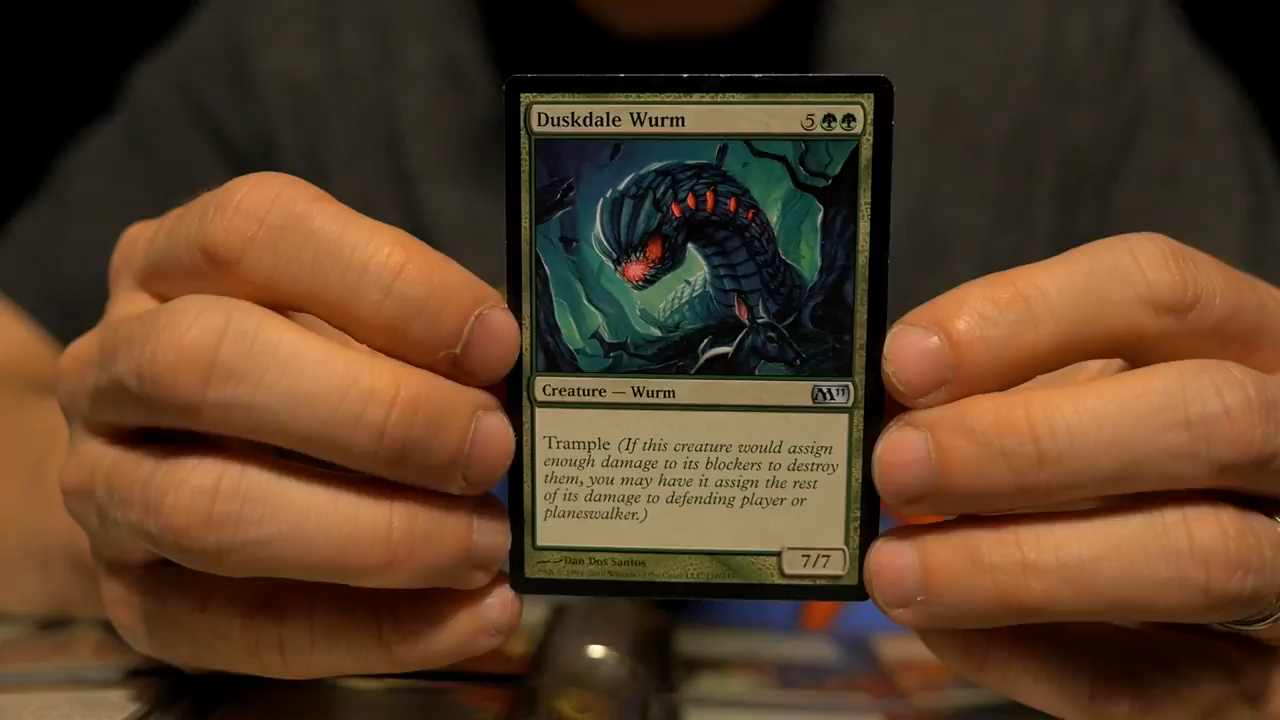 Duskdale Wurm 5
Creature — Wurm M11
Trample (If this creature would assign
enough damage to its blockers to destroy
them, you may have it assign the rest
of its damage to defending player or
planeswalker.)
7/7
Dan Dos Santos